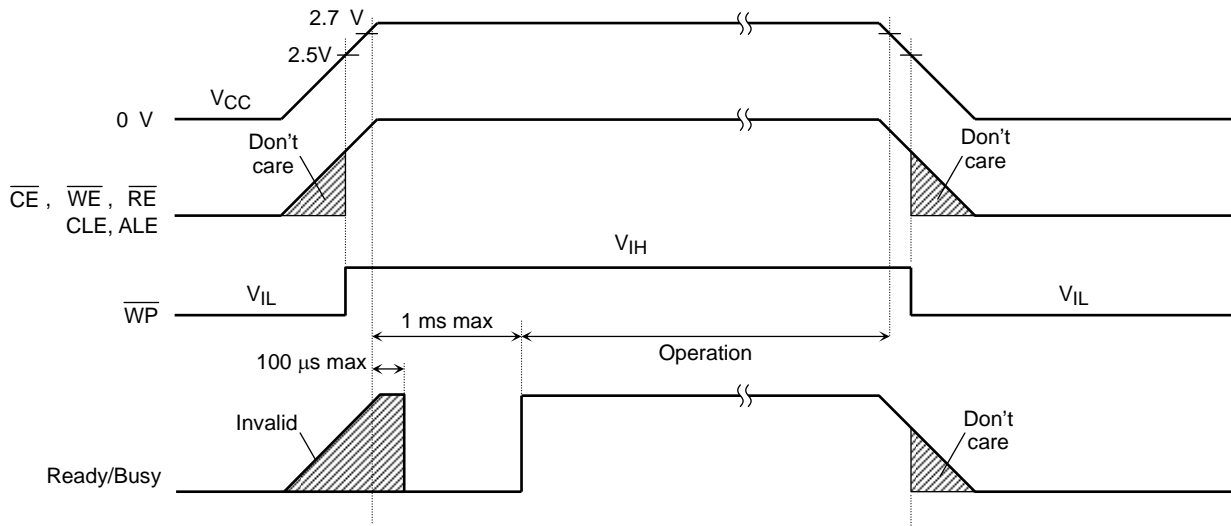 2.7 V
2.5V
VCC
0 V
Don't
care
Don't
care
CE , WE , RE
CLE, ALE
VIH
VIL
VIL
WP
1 ms max
Operation
100 μs max
Invalid
Don't
care
Ready/Busy